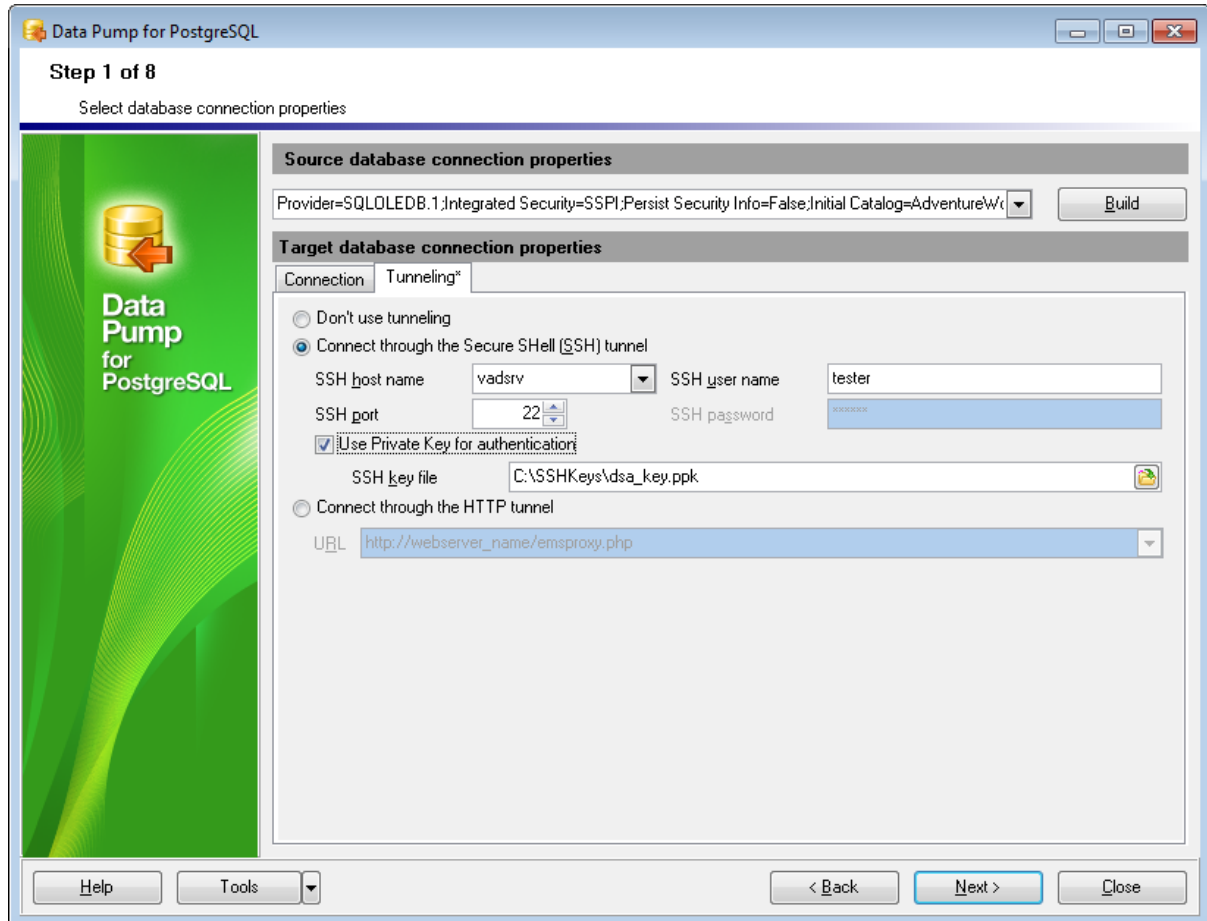 Data Pump for PostgreSQL
Step 1 of 8
Select database connection properties
Data
Pump
for
PostgreSQL
Source database connection properties
Provider=SQLOLEDB.1;Integrated Security=SSPI;Persist Security Info=False;Initial Catalog=AdventureWo
Build
Target database connection properties
Connection Tunneling*
Don't use tunneling
Connect through the Secure SHell (SSH) tunnel
SSH host name vadsrv SSH user name tester
SSH port 22 SSH password ××××××
Use Private Key for authentication
SSH key file C:\SSHKeys\dsa_key.ppk
Connect through the HTTP tunnel
URL http://webserver_name/emsproxy.php
Help Tools < Back Next > Close